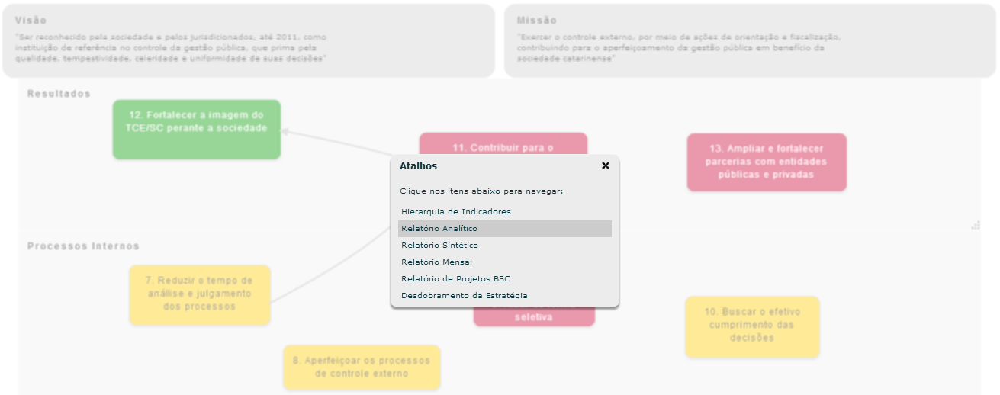 Visão
"Ser reconhecido pela sociedade e pelos jurisdicionados, até 2011, como
instituição de referência no controle da gestão pública, que prima pela
qualidade, tempestividade, celeridade e uniformidade de suas decisões"
Missão
"Exercer o controle externo, por meio de ações de orientação e fiscalização,
contribuindo para o aperfeiçoamento da gestão pública em benefício da
sociedade catarinense"
Resultados
12. Fortalecer a imagem do
TCE/SC perante a sociedade
11. Contribuir para o
13. Ampliar e fortalecer
parcerias com entidades
públicas e privadas
Atalhos
Clique nos itens abaixo para navegar:
Hierarquia de Indicadores
Relatório Analítico
Relatório Sintético
Relatório Mensal
Relatório de Projetos BSC
Desdobramento da Estratégia
Processos Internos
7. Reduzir o tempo de
análise e julgamento
dos processos
seletiva
10. Buscar o efetivo
cumprimento das
decisões
8. Aperfeiçoar os processos
de controle externo